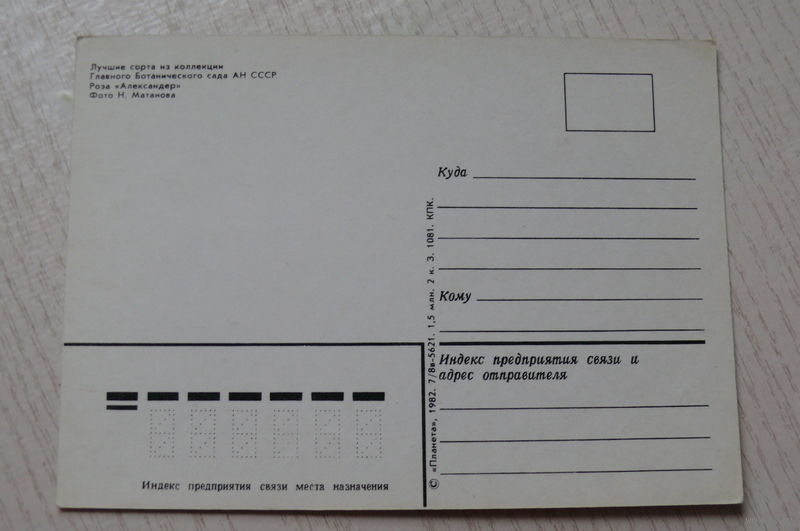 Лучшие сорта из коллекции
Главного Ботанического сада АН СССР
Роза «Александер»
Фото Н. Матанова
Куда
Кому
Индекс предприятия связи и
адрес отправителя
© «Планета», 1982. 7/8в-5621. 1,5 млн. 2 к. З. 1081. КПК.
Индекс предприятия связи места назначения